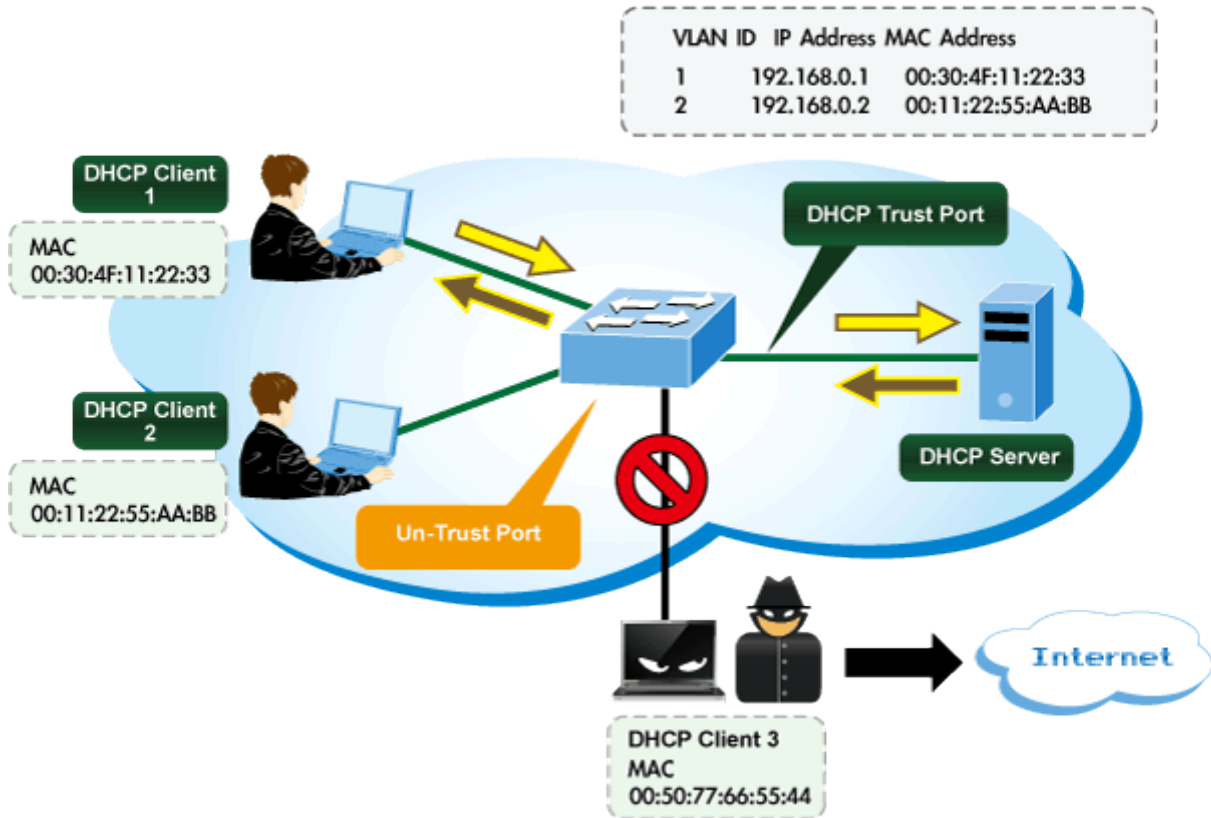 VLAN ID IP Address MAC Address
1 192.168.0.1 00:30:4F:11:22:33
2 192.168.0.2 00:11:22:55:AA:BB
DHCP Client
1
MAC
00:30:4F:11:22:33
DHCP Trust Port
DHCP Client
2
MAC
00:11:22:55:AA:BB
Un-Trust Port
DHCP Server
Internet
DHCP Client 3
MAC
00:50:77:66:55:44